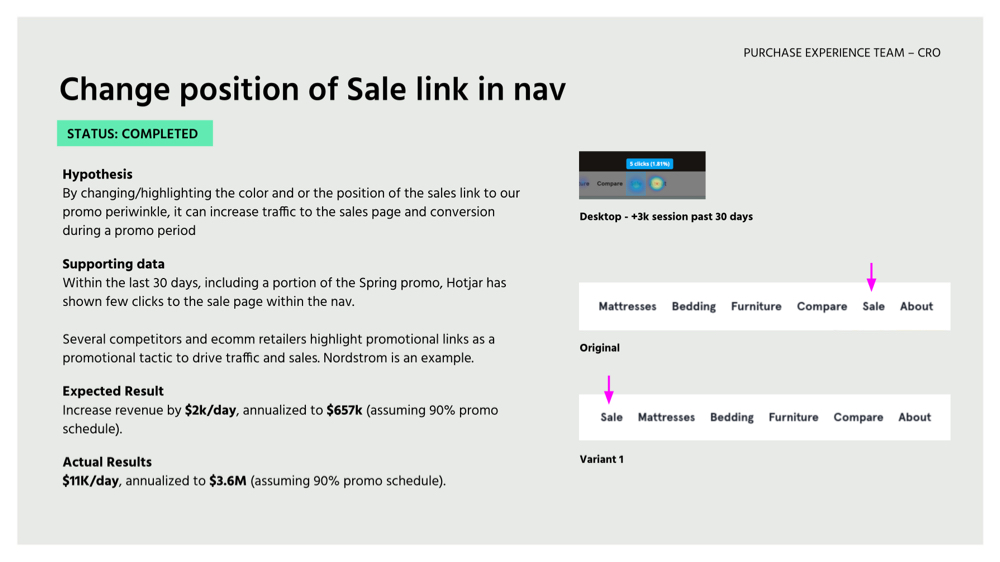 PURCHASE EXPERIENCE TEAM – CRO
Change position of Sale link in nav
STATUS: COMPLETED
Hypothesis
By changing/highlighting the color and or the position of the sales link to our
promo periwinkle, it can increase traffic to the sales page and conversion
during a promo period
Supporting data
Within the last 30 days, including a portion of the Spring promo, Hotjar has
shown few clicks to the sale page within the nav.
Several competitors and ecomm retailers highlight promotional links as a
promotional tactic to drive traffic and sales. Nordstrom is an example.
Expected Result
Increase revenue by $2k/day, annualized to $657k (assuming 90% promo
schedule).
Actual Results
$11K/day, annualized to $3.6M (assuming 90% promo schedule).
5 clicks (1.81%)
Compare
Desktop - +3k session past 30 days
Mattresses Bedding Furniture Compare Sale About
Original
Sale Mattresses Bedding Furniture Compare About
Variant 1